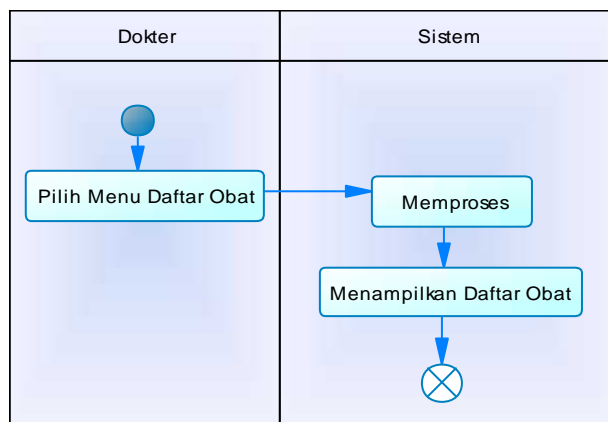 Dokter
Sistem
Pilih Menu Daftar Obat
Memproses
Menampilkan Daftar Obat